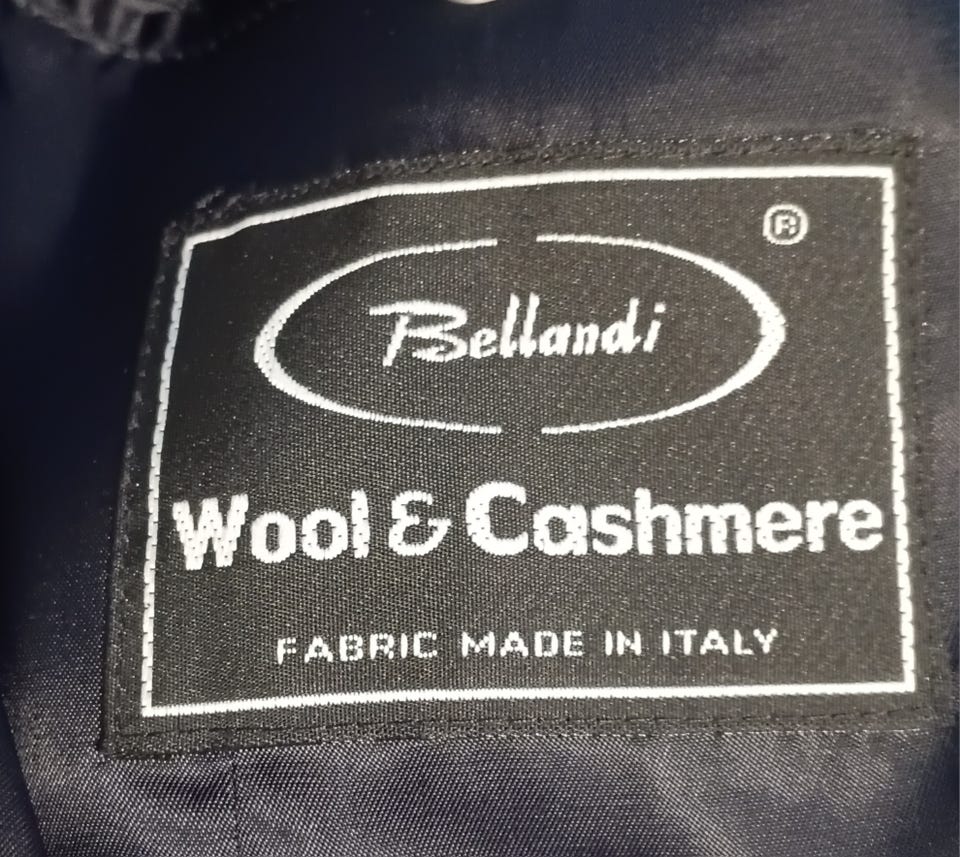 ®
Bellandi
Wool & Cashmere
FABRIC MADE IN ITALY